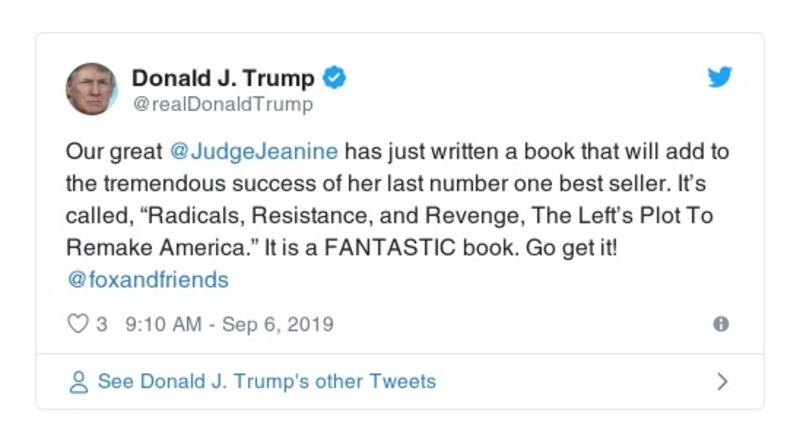 Donald J. Trump
@realDonaldTrump
Our great @JudgeJeanine has just written a book that will add to
the tremendous success of her last number one best seller. It’s
called, “Radicals, Resistance, and Revenge, The Left’s Plot To
Remake America.” It is a FANTASTIC book. Go get it!
@foxandfriends
3 9:10 AM - Sep 6, 2019
See Donald J. Trump's other Tweets